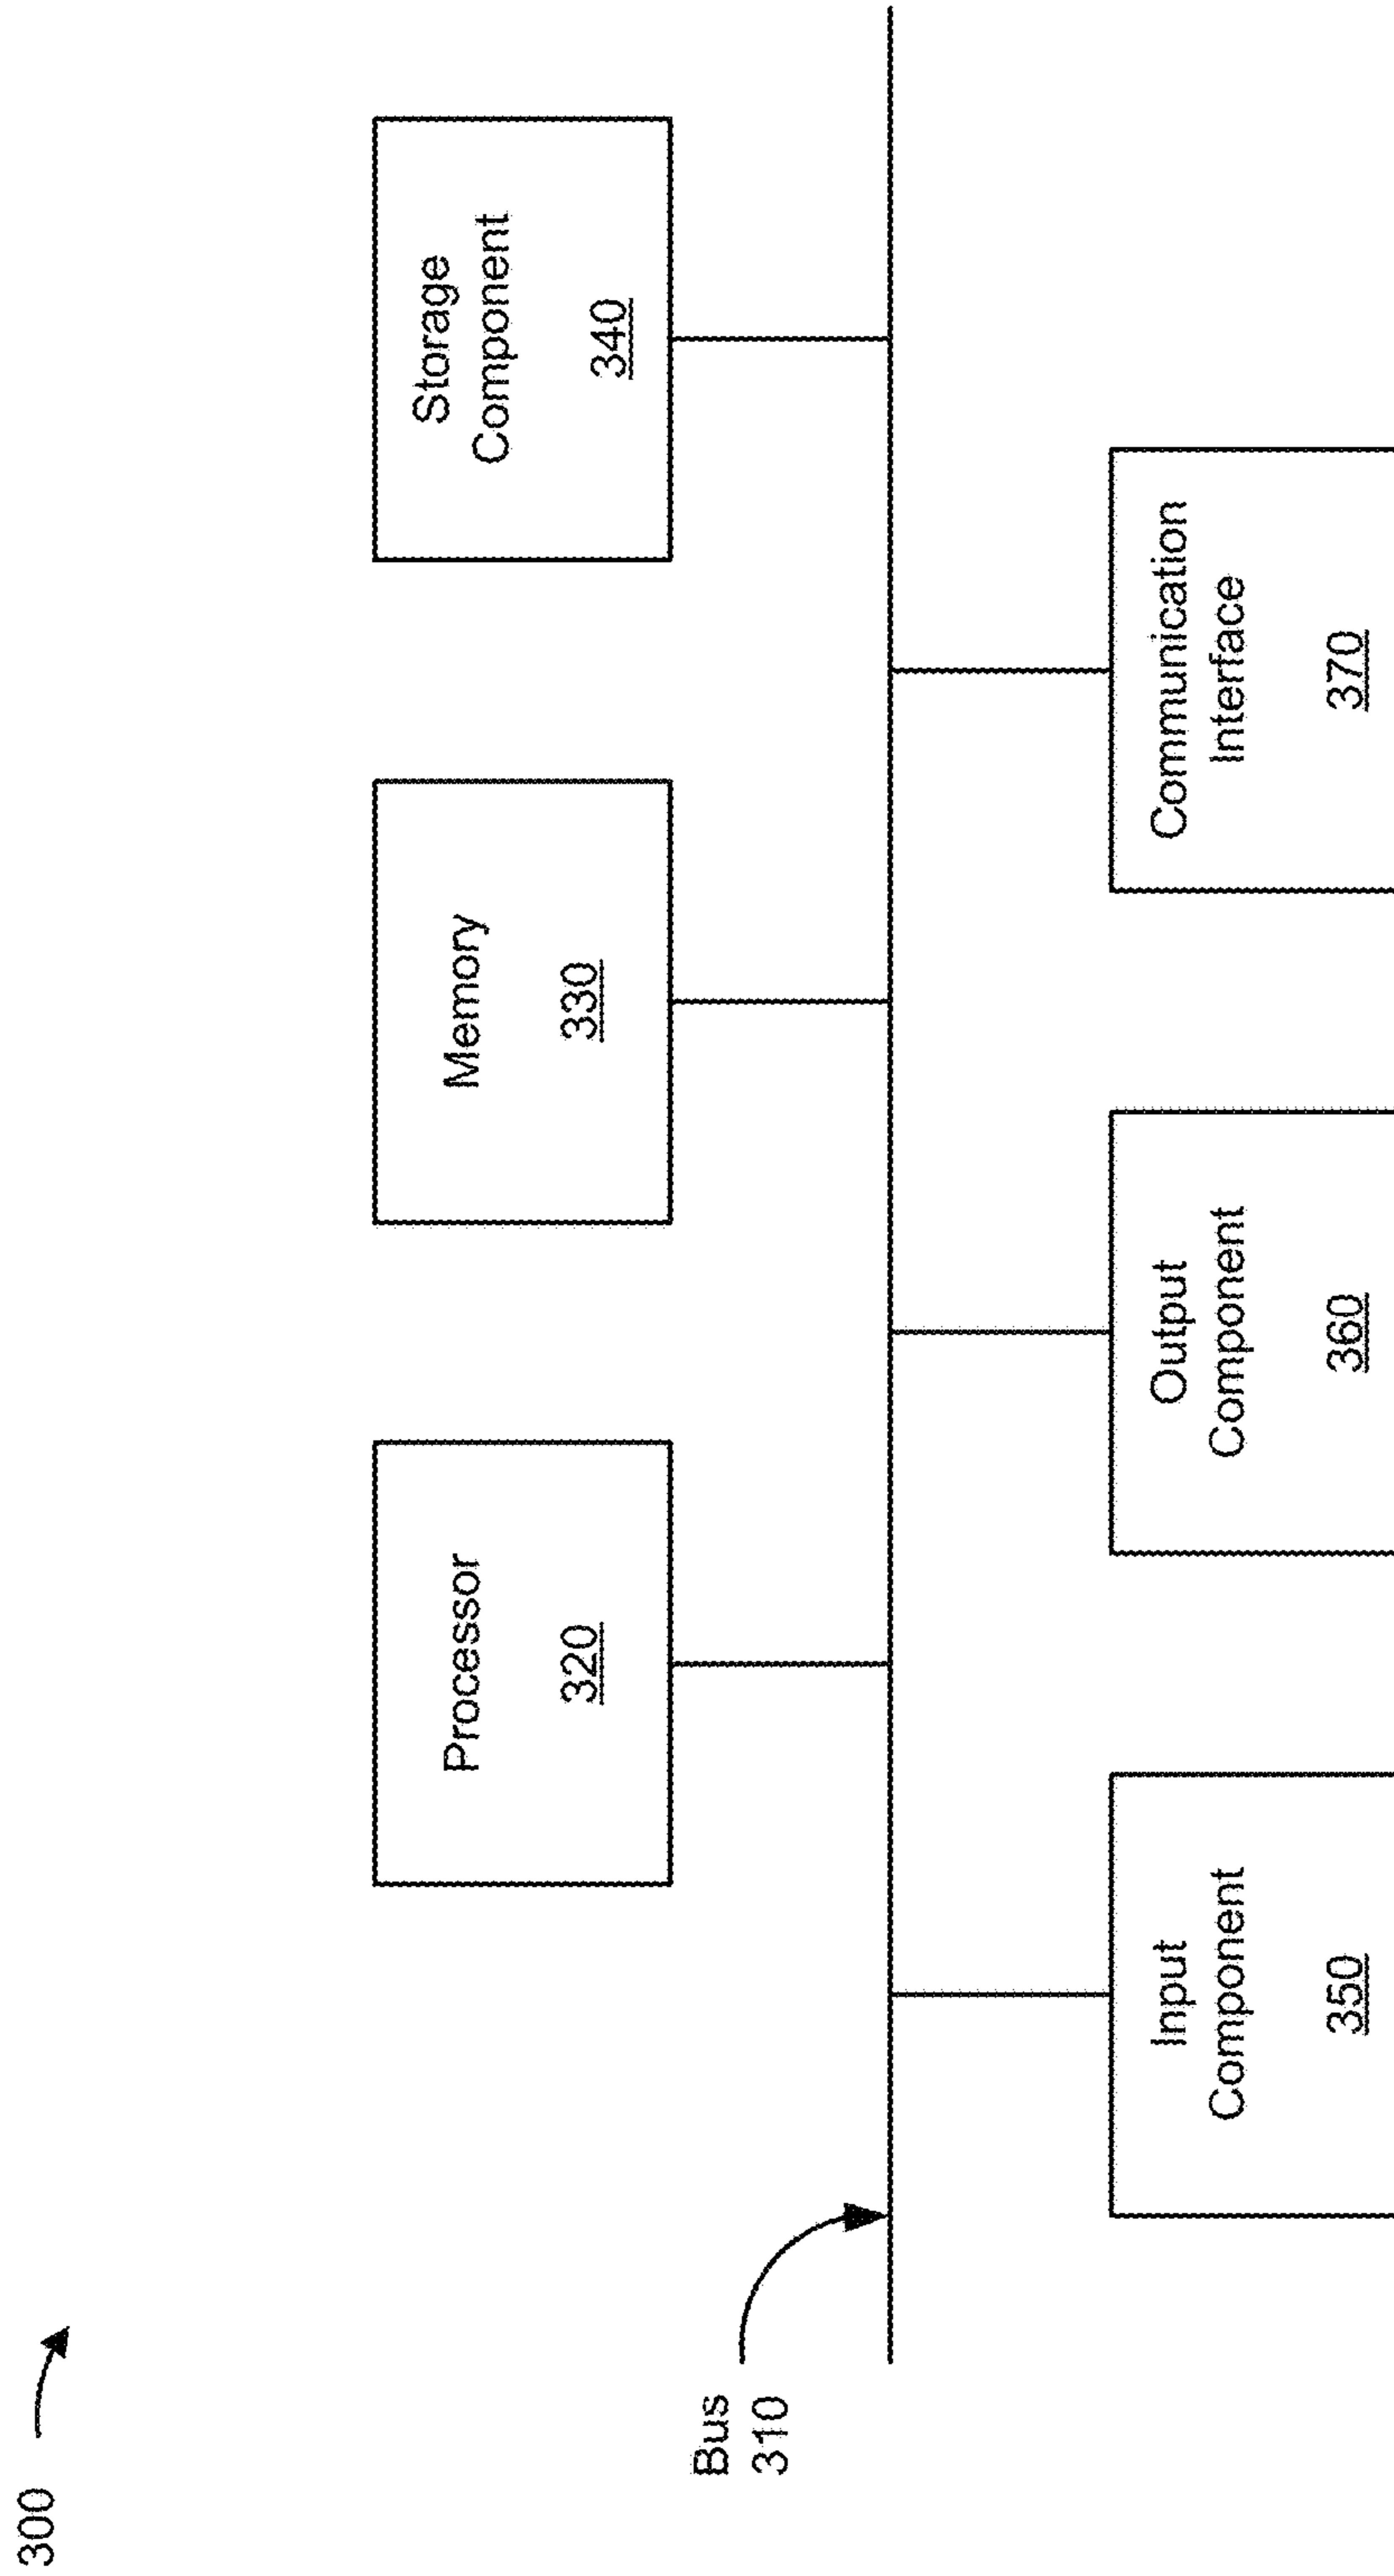 300
Processor
320
Memory
330
Storage
Component
340
Bus
310
Input
Component
350
Output
Component
360
Communication
Interface
370